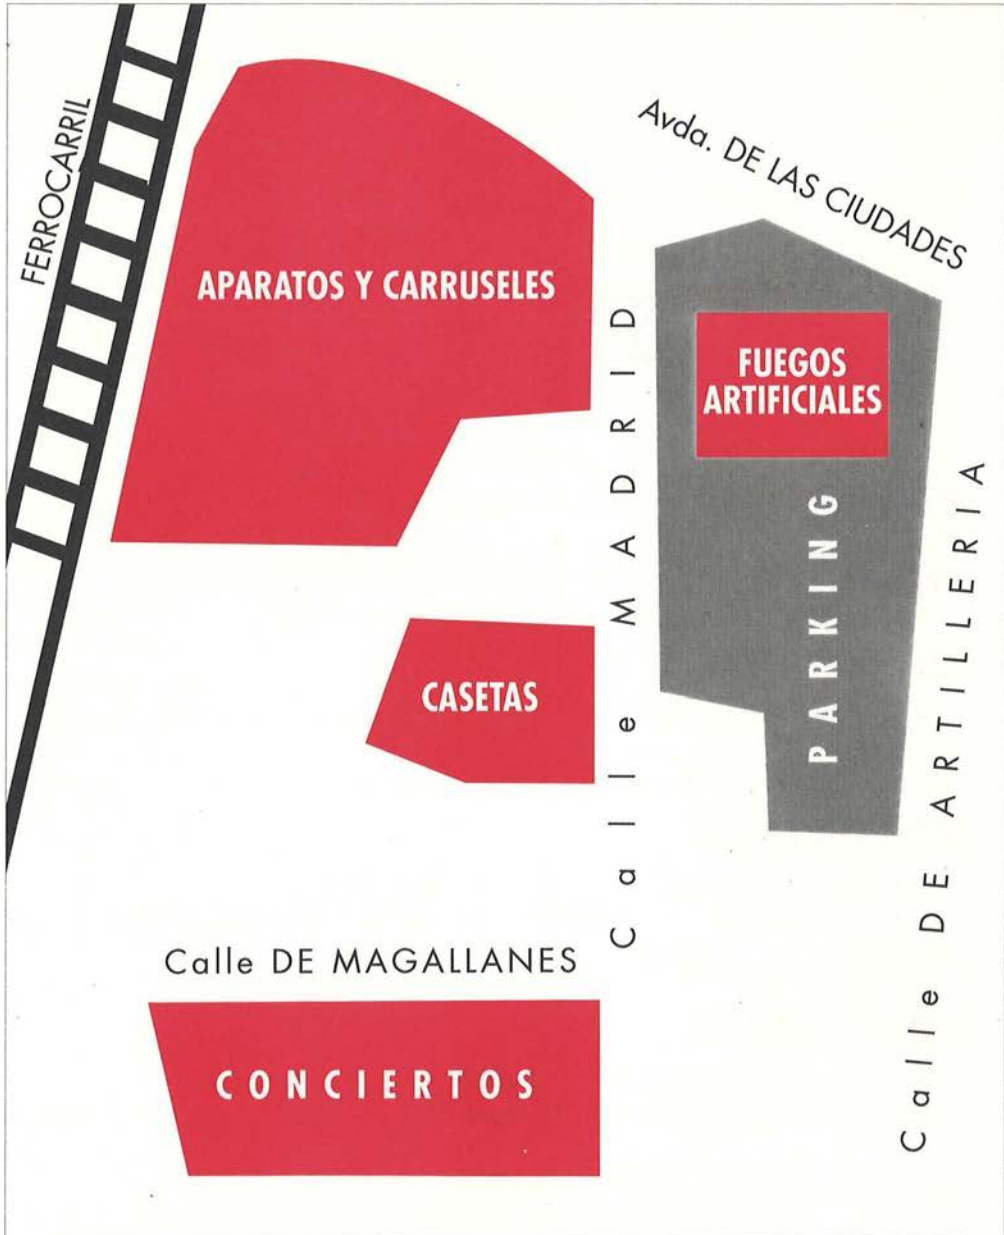 FERROCARRIL
Avda. DE LAS CIUDADES
APARATOS Y CARRUSELES
FUEGOS
ARTIFICIALES
Calle MADRID
PARKING
Calle DE ARTILLERIA
CASETAS
Calle DE MAGALLANES
CONCIERTOS